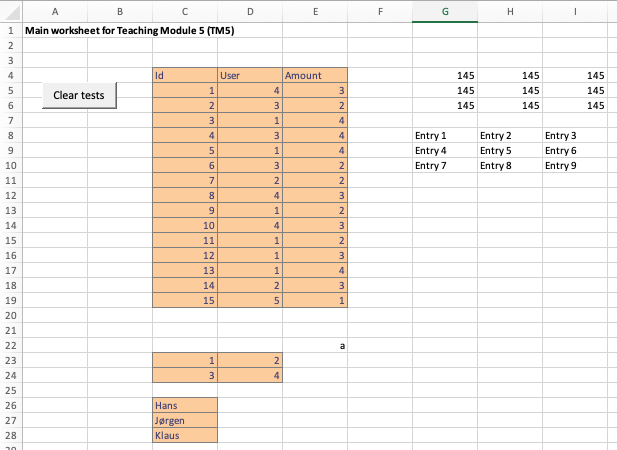 A B C D E F G H I
1 Main worksheet for Teaching Module 5 (TM5)
2
3
4 Id User Amount 145 145 145
5 Clear tests 1 4 3 145 145 145
6 2 3 2 145 145 145
7 3 1 4
8 4 3 4 Entry 1 Entry 2 Entry 3
9 5 1 4 Entry 4 Entry 5 Entry 6
10 6 3 2 Entry 7 Entry 8 Entry 9
11 7 2 2
12 8 4 3
13 9 1 2
14 10 4 3
15 11 1 2
16 12 1 3
17 13 1 4
18 14 2 3
19 15 5 1
20
21
22 a
23 1 2
24 3 4
25
26 Hans
27 Jørgen
28 Klaus